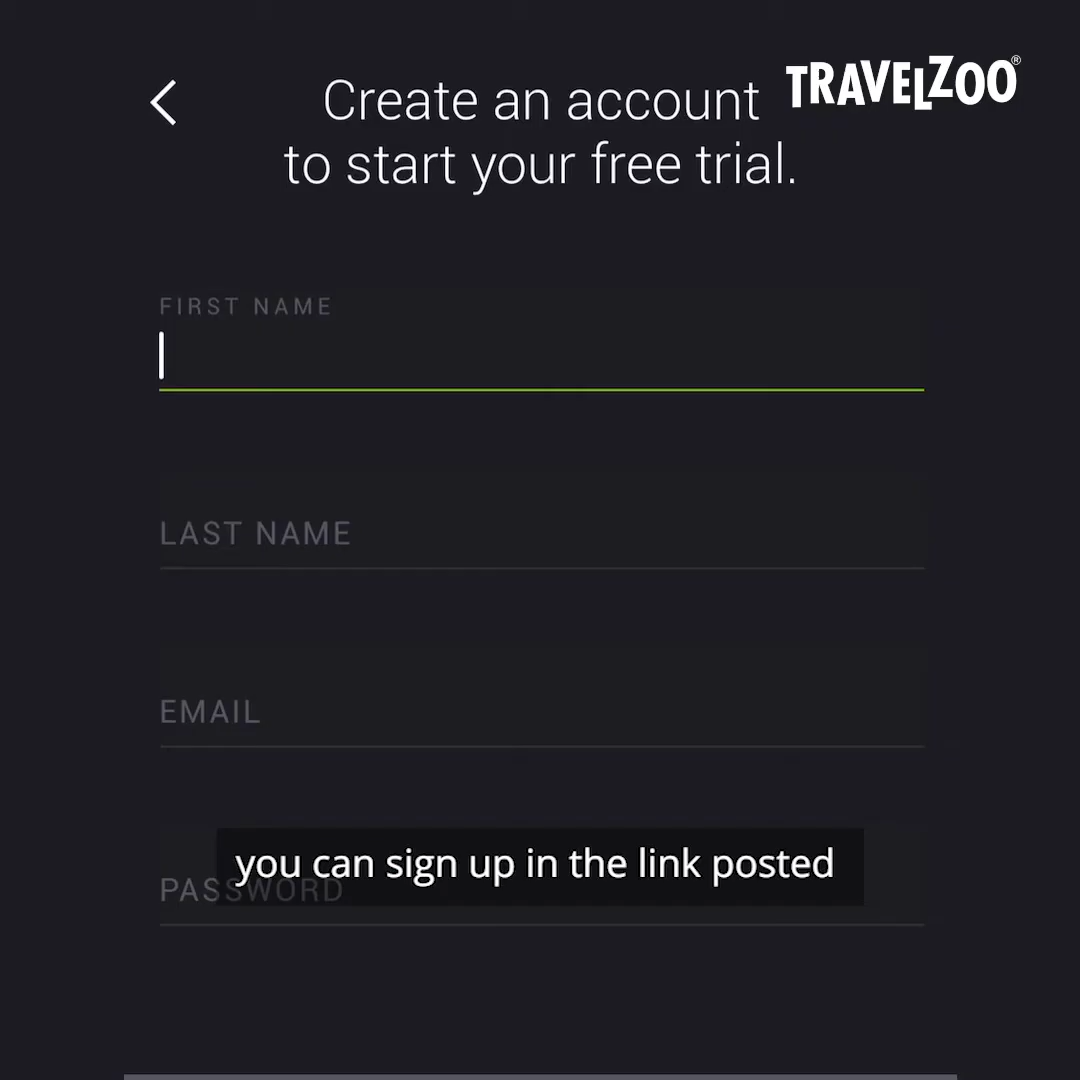 TRAVELZOO®
Create an account
to start your free trial.
FIRST NAME
LAST NAME
EMAIL
you can sign up in the link posted
PASSWORD